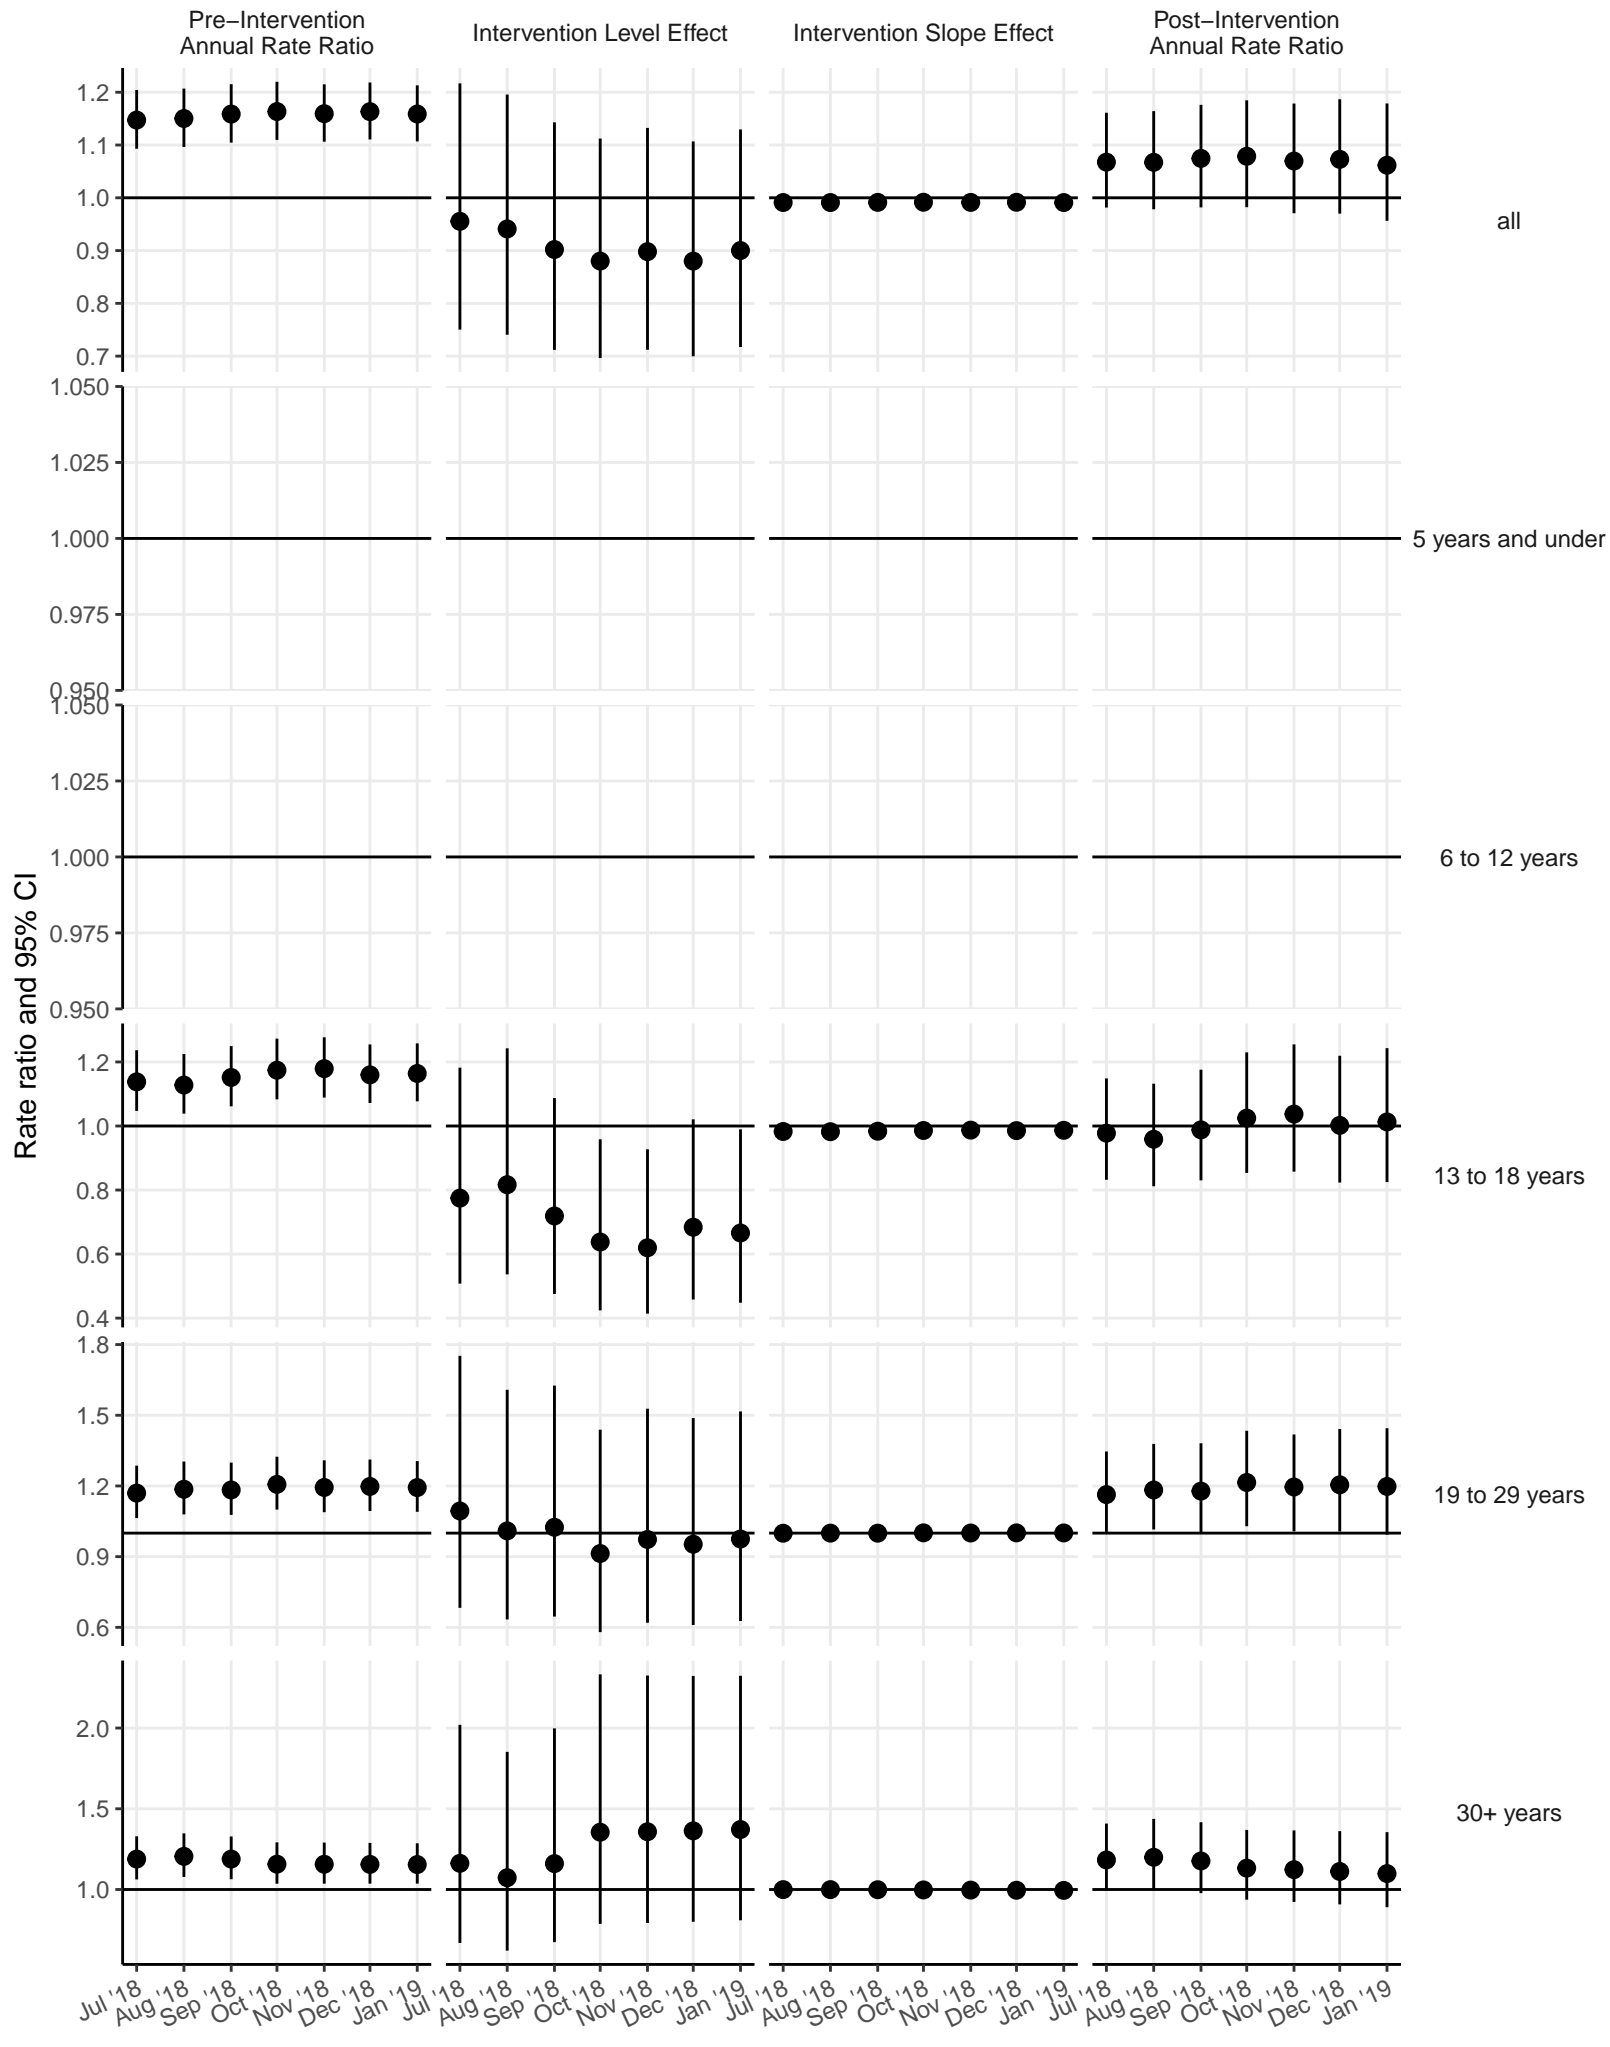 Pre−Intervention
Annual Rate Ratio
Intervention Level Effect
Intervention Slope Effect
Post−Intervention
Annual Rate Ratio
1.2
1.1
1.0
0.9
0.8
0.7
all
1.050
1.025
1.000
0.975
0.950
5 years and under
1.050
1.025
1.000
0.975
0.950
6 to 12 years
Rate ratio and 95% CI
1.2
1.0
0.8
0.6
0.4
13 to 18 years
1.8
1.5
1.2
0.9
0.6
19 to 29 years
2.0
1.5
1.0
30+ years
Jul '18 Aug '18 Sep '18 Oct '18 Nov '18 Dec '18 Jan '19 Jul '18 Aug '18 Sep '18 Oct '18 Nov '18 Dec '18 Jan '19 Jul '18 Aug '18 Sep '18 Oct '18 Nov '18 Dec '18 Jan '19 Jul '18 Aug '18 Sep '18 Oct '18 Nov '18 Dec '18 Jan '19